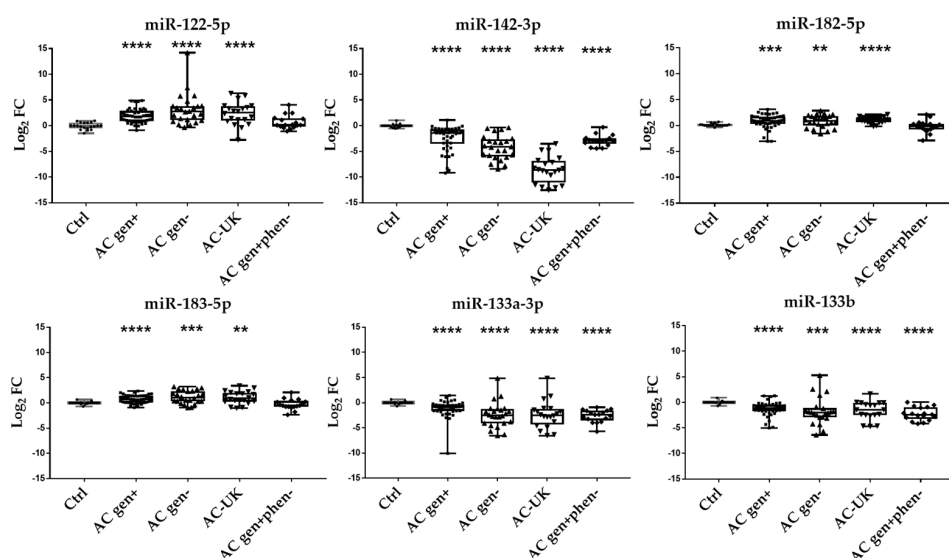 miR-122-5p
**** **** ****
Log₂ FC
15
10
5
0
-5
-10
-15
Ctrl
AC gen+
AC gen-
AC-UK
AC gen+phen-
miR-142-3p
**** **** **** ****
Log₂ FC
15
10
5
0
-5
-10
-15
Ctrl
AC gen+
AC gen-
AC-UK
AC gen+phen-
miR-182-5p
*** ** ****
Log₂ FC
15
10
5
0
-5
-10
-15
Ctrl
AC gen+
AC gen-
AC-UK
AC gen+phen-
miR-183-5p
**** *** **
Log₂ FC
15
10
5
0
-5
-10
-15
Ctrl
AC gen+
AC gen-
AC-UK
AC gen+phen-
miR-133a-3p
**** **** **** ****
Log₂ FC
15
10
5
0
-5
-10
-15
Ctrl
AC gen+
AC gen-
AC-UK
AC gen+phen-
miR-133b
**** *** **** ****
Log₂ FC
15
10
5
0
-5
-10
-15
Ctrl
AC gen+
AC gen-
AC-UK
AC gen+phen-